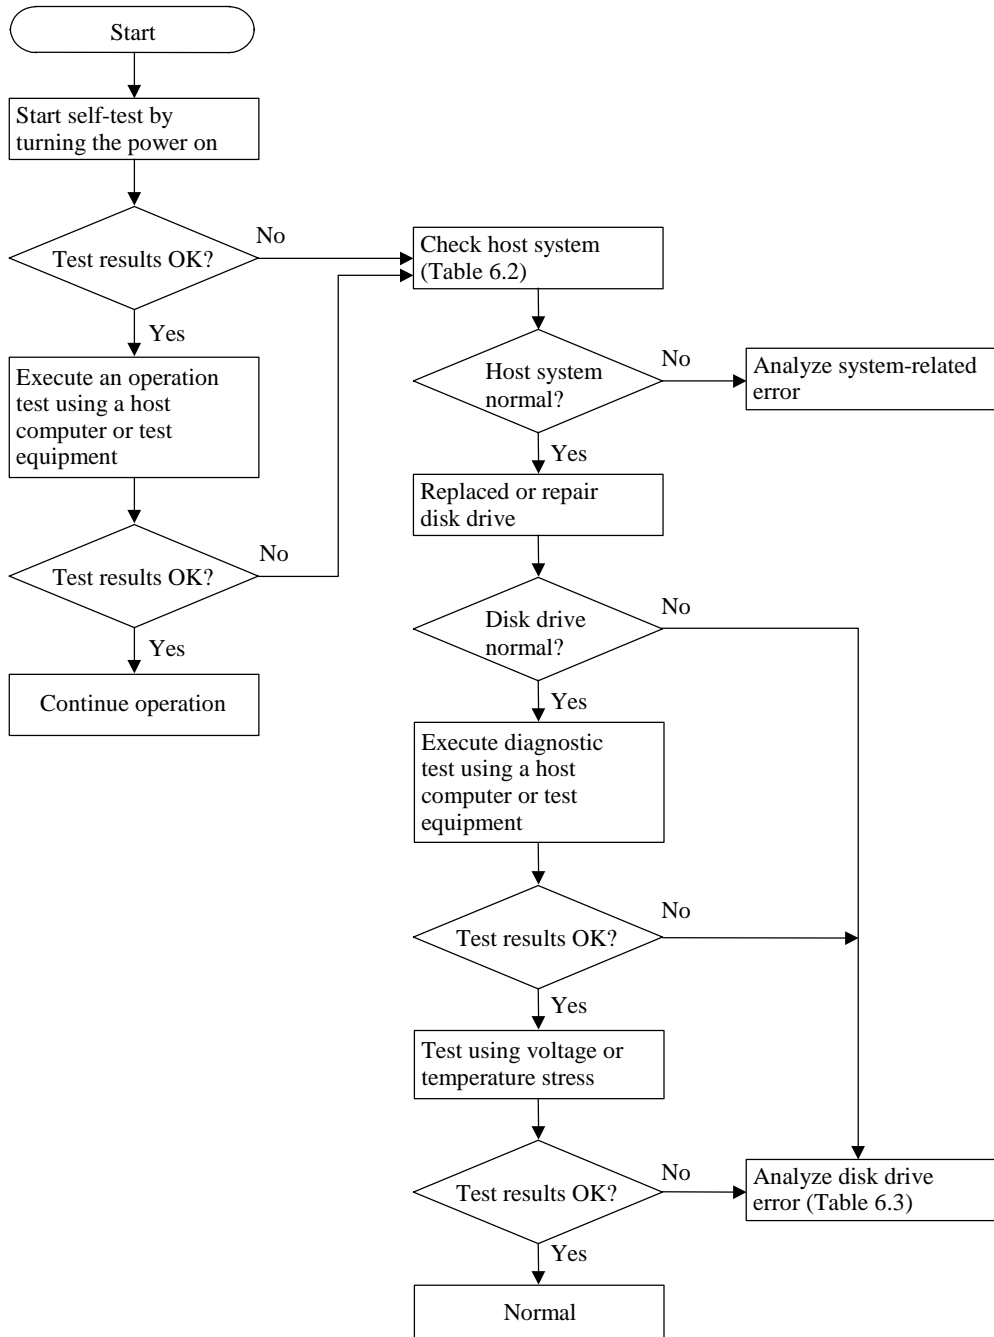 Start
Start self-test by
turning the power on
Test results OK?
No
Yes
Execute an operation
test using a host
computer or test
equipment
Test results OK?
No
Yes
Continue operation
Check host system
(Table 6.2)
Host system
normal?
No
Analyze system-related
error
Yes
Replaced or repair
disk drive
Disk drive
normal?
No
Yes
Execute diagnostic
test using a host
computer or test
equipment
Test results OK?
No
Yes
Test using voltage or
temperature stress
Test results OK?
No
Analyze disk drive
error (Table 6.3)
Yes
Normal